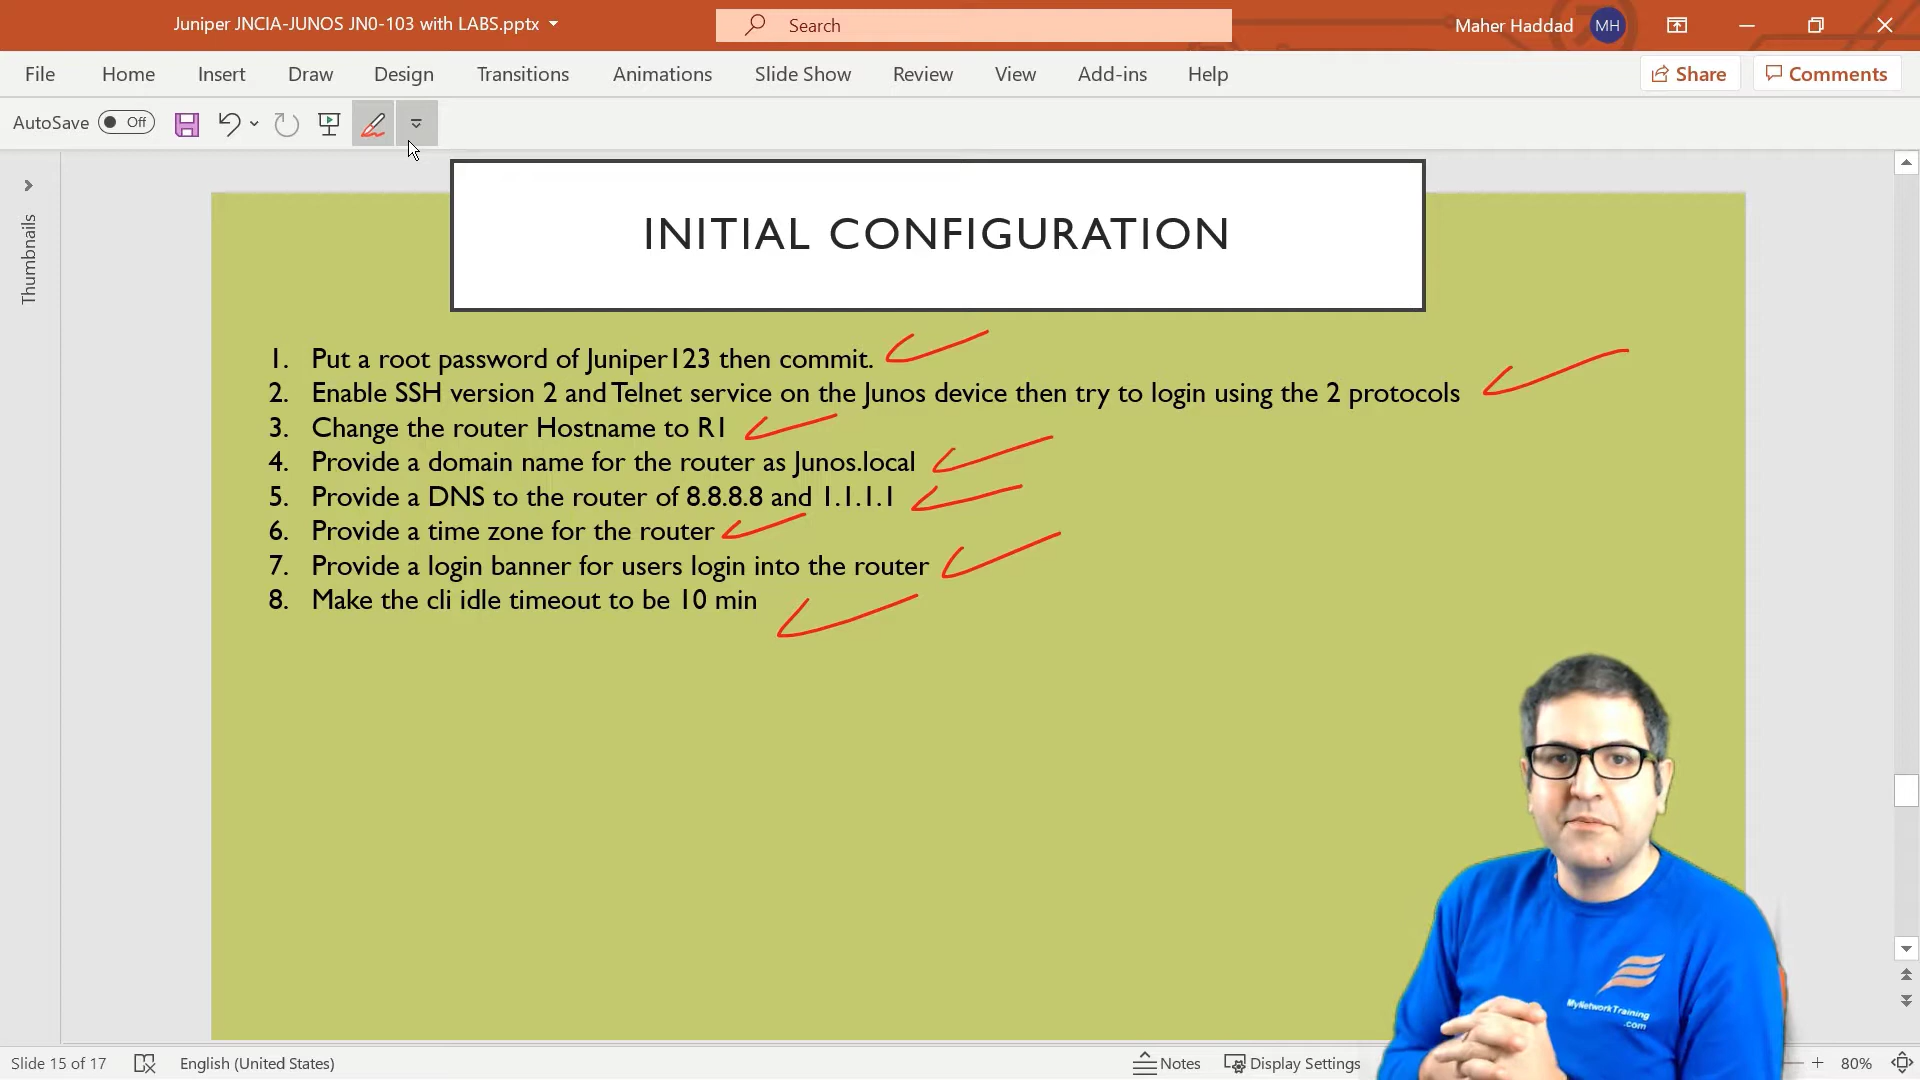 Juniper JNCIA-JUNOS JN0-103 with LABS.pptx
Search
Maher Haddad
MH
File
Home
Insert
Draw
Design
Transitions
Animations
Slide Show
Review
View
Add-ins
Help
Share
Comments
AutoSave
Off
Thumbnails
INITIAL CONFIGURATION
1. Put a root password of Juniper123 then commit.
2. Enable SSH version 2 and Telnet service on the Junos device then try to login using the 2 protocols
3. Change the router Hostname to R1
4. Provide a domain name for the router as Junos.local
5. Provide a DNS to the router of 8.8.8.8 and 1.1.1.1
6. Provide a time zone for the router
7. Provide a login banner for users login into the router
8. Make the cli idle timeout to be 10 min
MyNetworkTraining
.com
Slide 15 of 17
English (United States)
Notes
Display Settings
80%